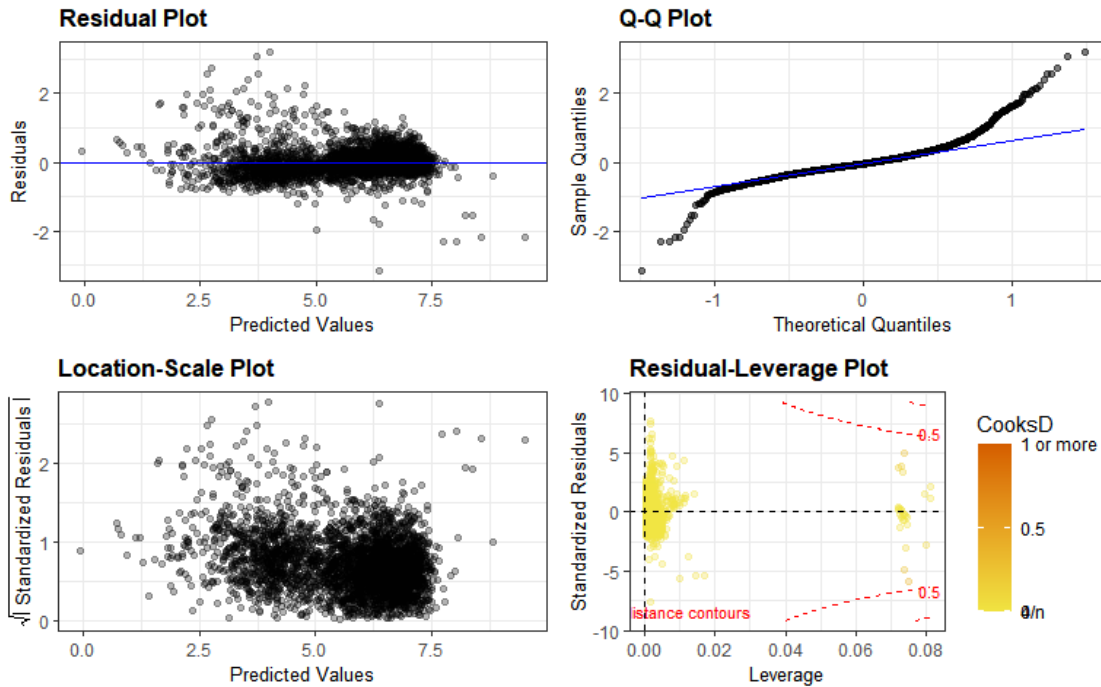 Residual Plot
Residuals
2
0
-2
0.0
2.5
5.0
7.5
Predicted Values
Q-Q Plot
Sample Quantiles
2
0
-2
-1
0
1
Theoretical Quantiles
Location-Scale Plot
√| Standardized Residuals |
2
1
0
0.0
2.5
5.0
7.5
Predicted Values
Residual-Leverage Plot
Standardized Residuals
10
5
0
-5
-10
0.5
0.5
istance contours
0.00
0.02
0.04
0.06
0.08
Leverage
CooksD
1 or more
0.5